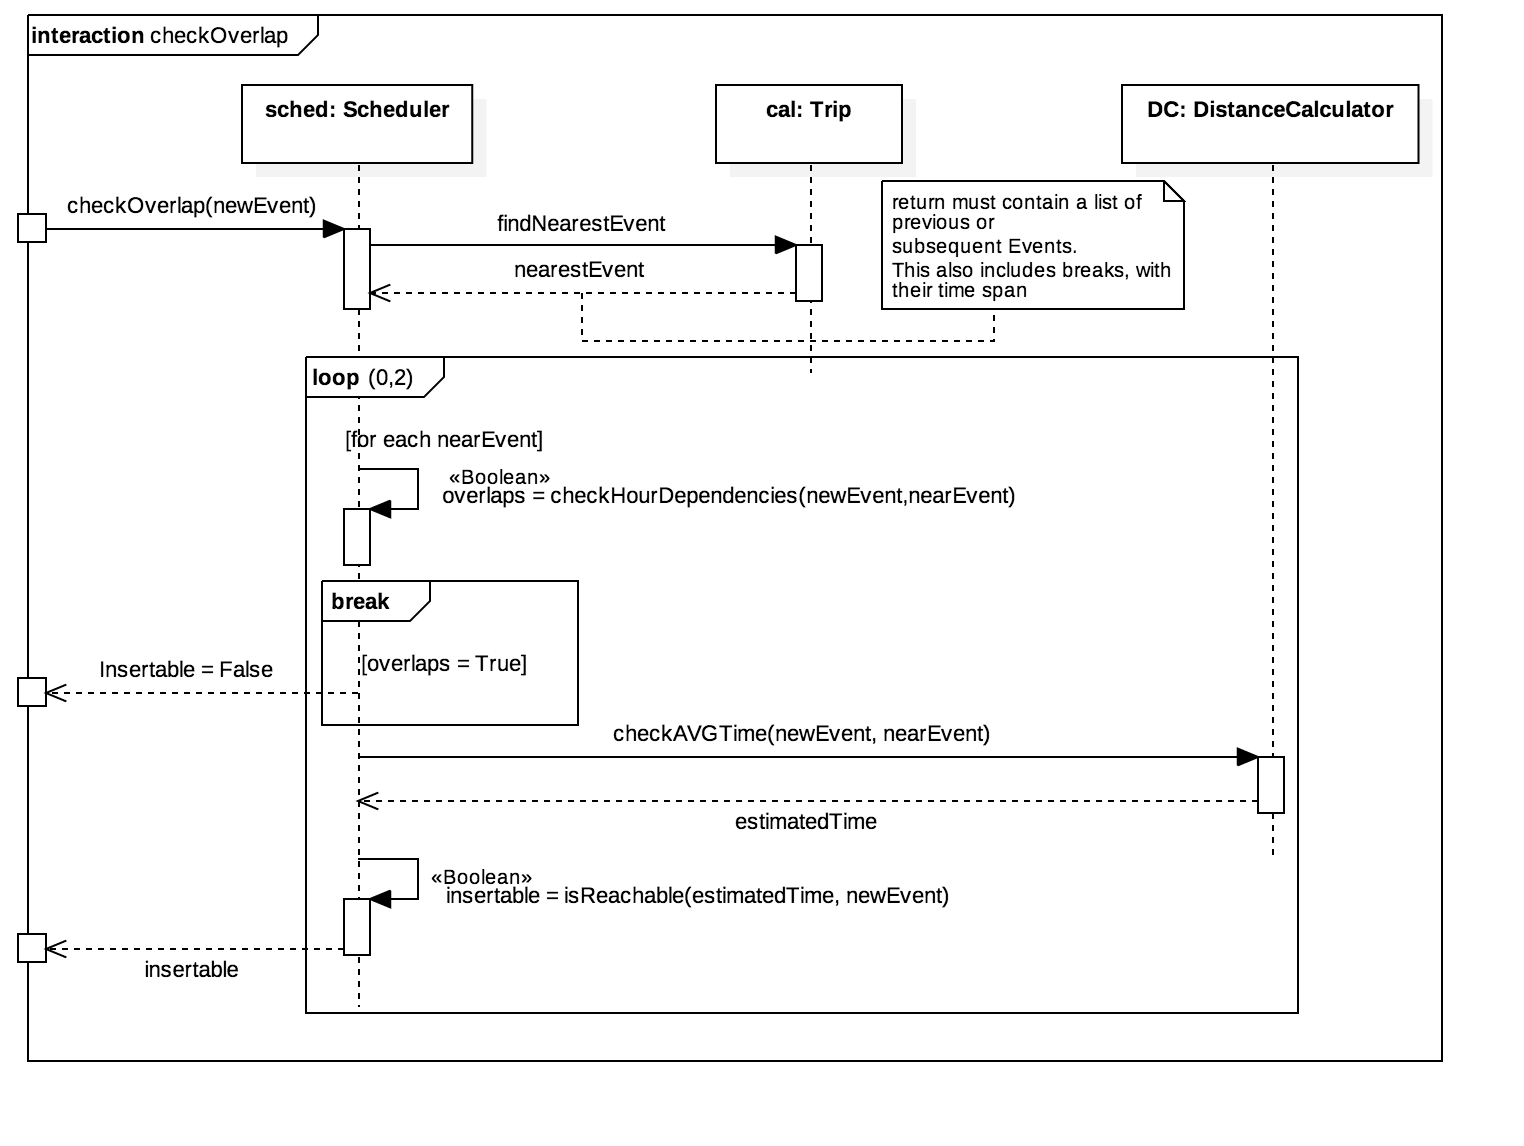 interaction checkOverlap
sched: Scheduler
cal: Trip
DC: DistanceCalculator
checkOverlap(newEvent)
findNearestEvent
nearestEvent
return must contain a list of
previous or
subsequent Events.
This also includes breaks, with
their time span
loop (0,2)
[for each nearEvent]
«Boolean»
overlaps = checkHourDependencies(newEvent,nearEvent)
break
[overlaps = True]
Insertable = False
checkAVGTime(newEvent, nearEvent)
estimatedTime
«Boolean»
insertable = isReachable(estimatedTime, newEvent)
insertable